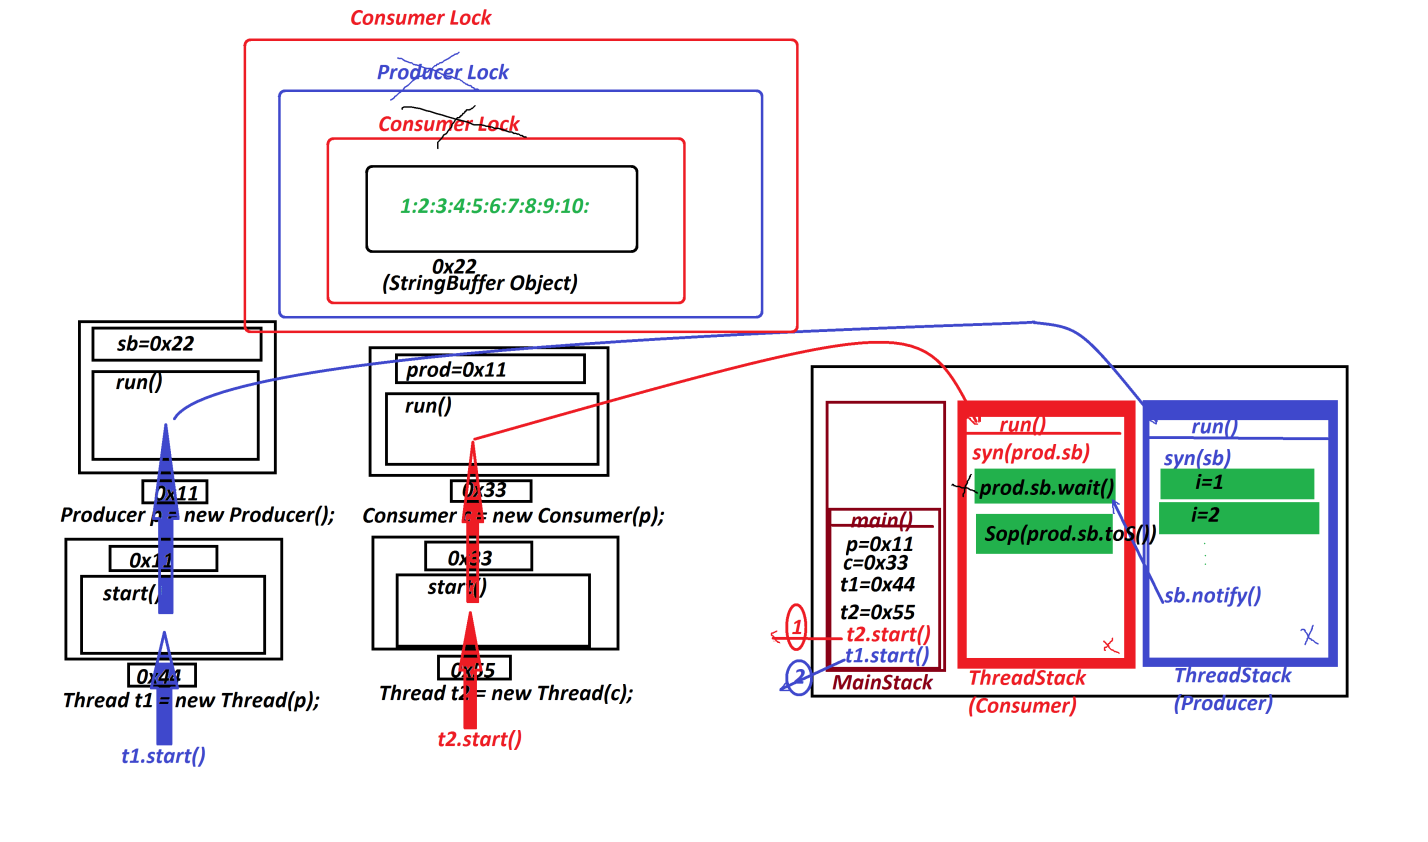 Consumer Lock
Producer Lock
Consumer Lock
1:2:3:4:5:6:7:8:9:10:
0x22
(StringBuffer Object)
sb=0x22
run()
0x11
Producer p = new Producer();
0x11
start()
0x44
Thread t1 = new Thread(p);
t1.start()
prod=0x11
run()
0x33
Consumer c = new Consumer(p);
0x33
start()
0x55
Thread t2 = new Thread(c);
t2.start()
main()
p=0x11
c=0x33
t1=0x44
t2=0x55
1 t2.start()
2 t1.start()
MainStack
run()
syn(prod.sb)
prod.sb.wait()
Sop(prod.sb.toS())
x
ThreadStack
(Consumer)
run()
syn(sb)
i=1
i=2
sb.notify()
x
ThreadStack
(Producer)